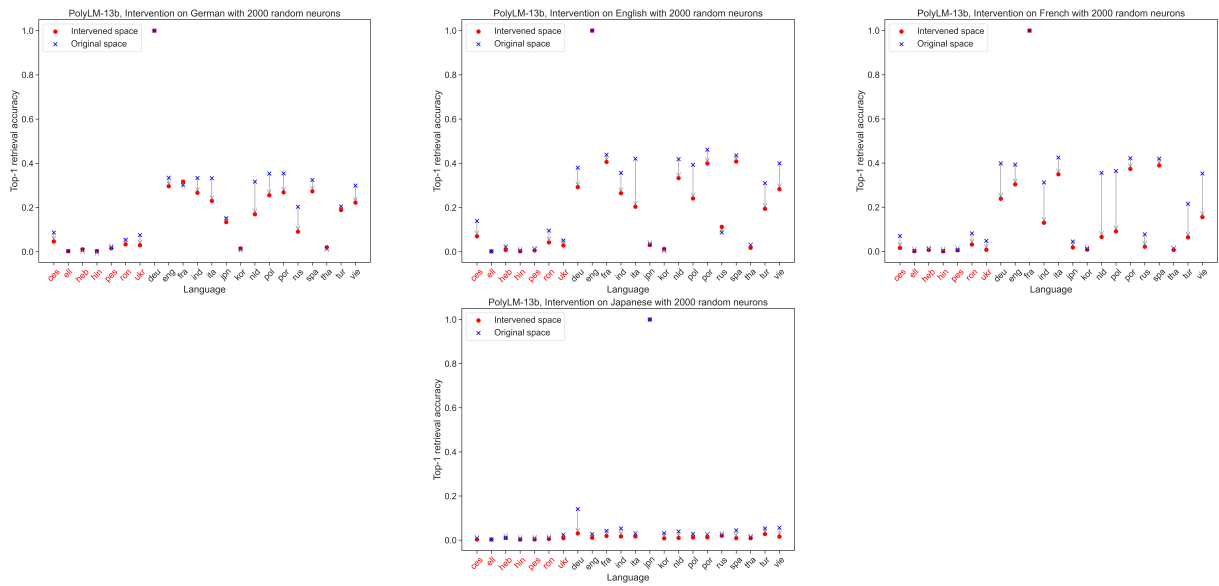 PolyLM-13b, Intervention on German with 2000 random neurons
Intervened space
Original space
Top-1 retrieval accuracy
1.0
0.8
0.6
0.4
0.2
0.0
ces ell heb hin pes ron ukr deu eng fra ind ita jpn kor nld pol por rus spa tha tur vie
Language
PolyLM-13b, Intervention on English with 2000 random neurons
Intervened space
Original space
Top-1 retrieval accuracy
1.0
0.8
0.6
0.4
0.2
0.0
ces ell heb hin pes ron ukr deu eng fra ind ita jpn kor nld pol por rus spa tha tur vie
Language
PolyLM-13b, Intervention on French with 2000 random neurons
Intervened space
Original space
Top-1 retrieval accuracy
1.0
0.8
0.6
0.4
0.2
0.0
ces ell heb hin pes ron ukr deu eng fra ind ita jpn kor nld pol por rus spa tha tur vie
Language
PolyLM-13b, Intervention on Japanese with 2000 random neurons
Intervened space
Original space
Top-1 retrieval accuracy
1.0
0.8
0.6
0.4
0.2
0.0
ces ell heb hin pes ron ukr deu eng fra ind ita jpn kor nld pol por rus spa tha tur vie
Language